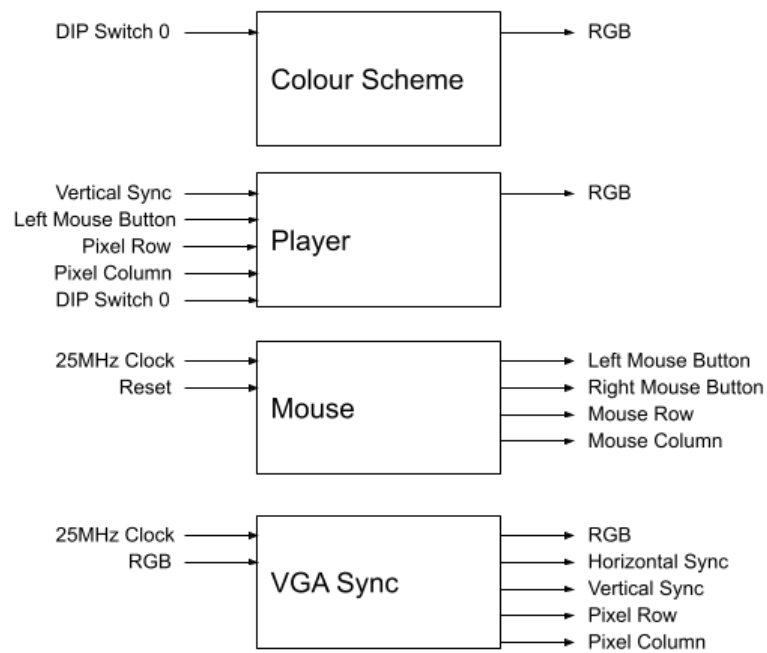 DIP Switch 0
Colour Scheme
RGB
Vertical Sync
Left Mouse Button
Pixel Row
Pixel Column
DIP Switch 0
Player
RGB
25MHz Clock
Reset
Mouse
Left Mouse Button
Right Mouse Button
Mouse Row
Mouse Column
25MHz Clock
RGB
VGA Sync
RGB
Horizontal Sync
Vertical Sync
Pixel Row
Pixel Column